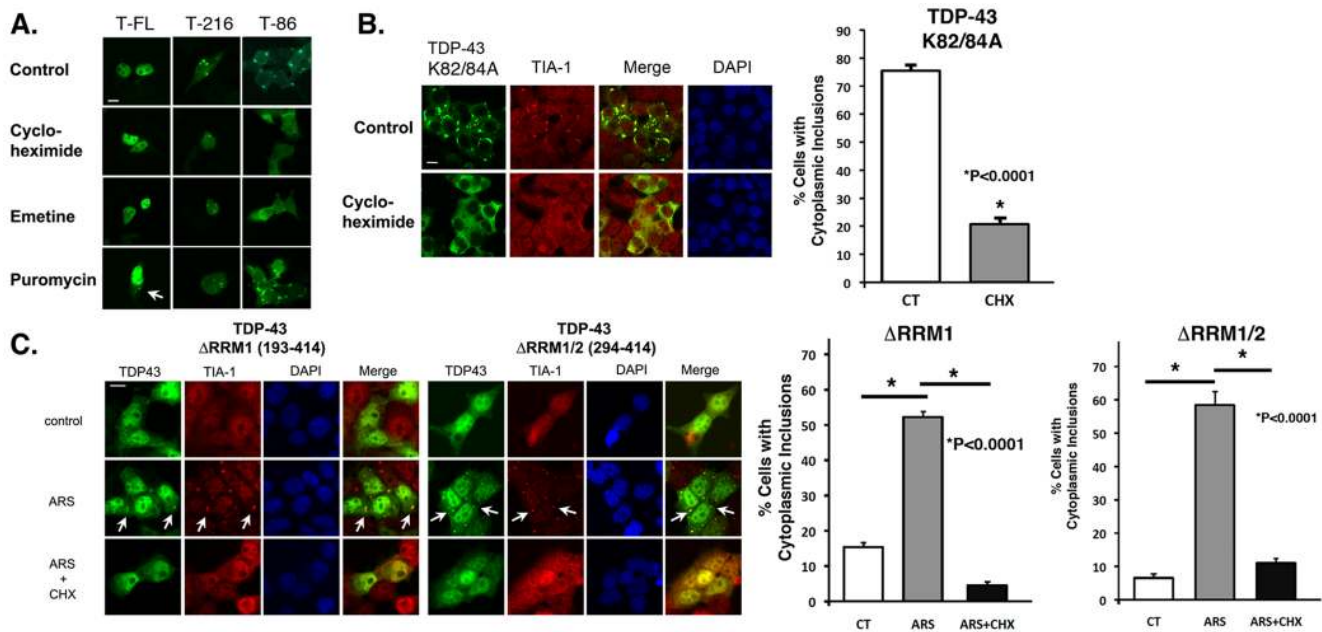 A.
T-FL T-216 T-86
Control
Cyclo-
heximide
Emetine
Puromycin
B.
TDP-43
K82/84A TIA-1 Merge DAPI
Control
Cyclo-
heximide
TDP-43
K82/84A
% Cells with
Cytoplasmic Inclusions
90
80
70
60
50
40
30
20
10
0
*P<0.0001
*
CT CHX
C.
TDP-43
ΔRRM1 (193-414)
TDP43 TIA-1 DAPI Merge
TDP-43
ΔRRM1/2 (294-414)
TDP43 TIA-1 DAPI Merge
control
ARS
ARS
+
CHX
ΔRRM1
% Cells with
Cytoplasmic Inclusions
70
60
50
40
30
20
10
0
* *
*P<0.0001
CT ARS ARS+CHX
ΔRRM1/2
% Cells with
Cytoplasmic Inclusions
70
60
50
40
30
20
10
0
* *
*P<0.0001
CT ARS ARS+CHX